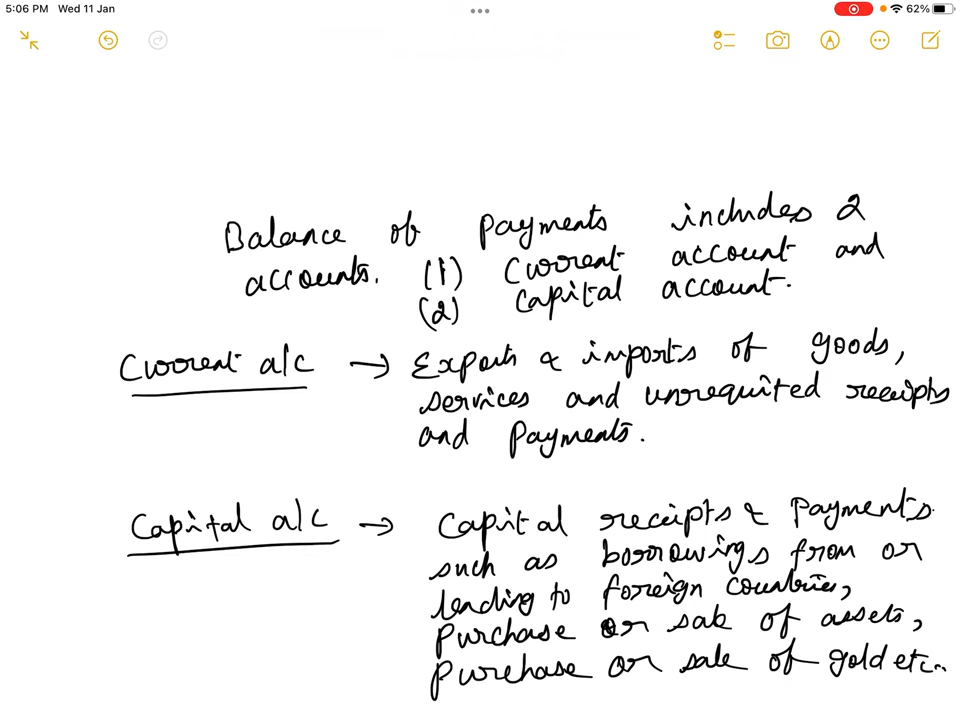 5:06 PM Wed 11 Jan
62%
Balance of payments includes 2
accounts. (1) Current account and
(2) Capital account.
Current a/c → Exports & imports of goods,
services and unrequited receipts
and payments.
Capital a/c → Capital receipts & payments
such as borrowings from or
lending to foreign countries,
purchase or sale of assets,
purchase or sale of gold etc..